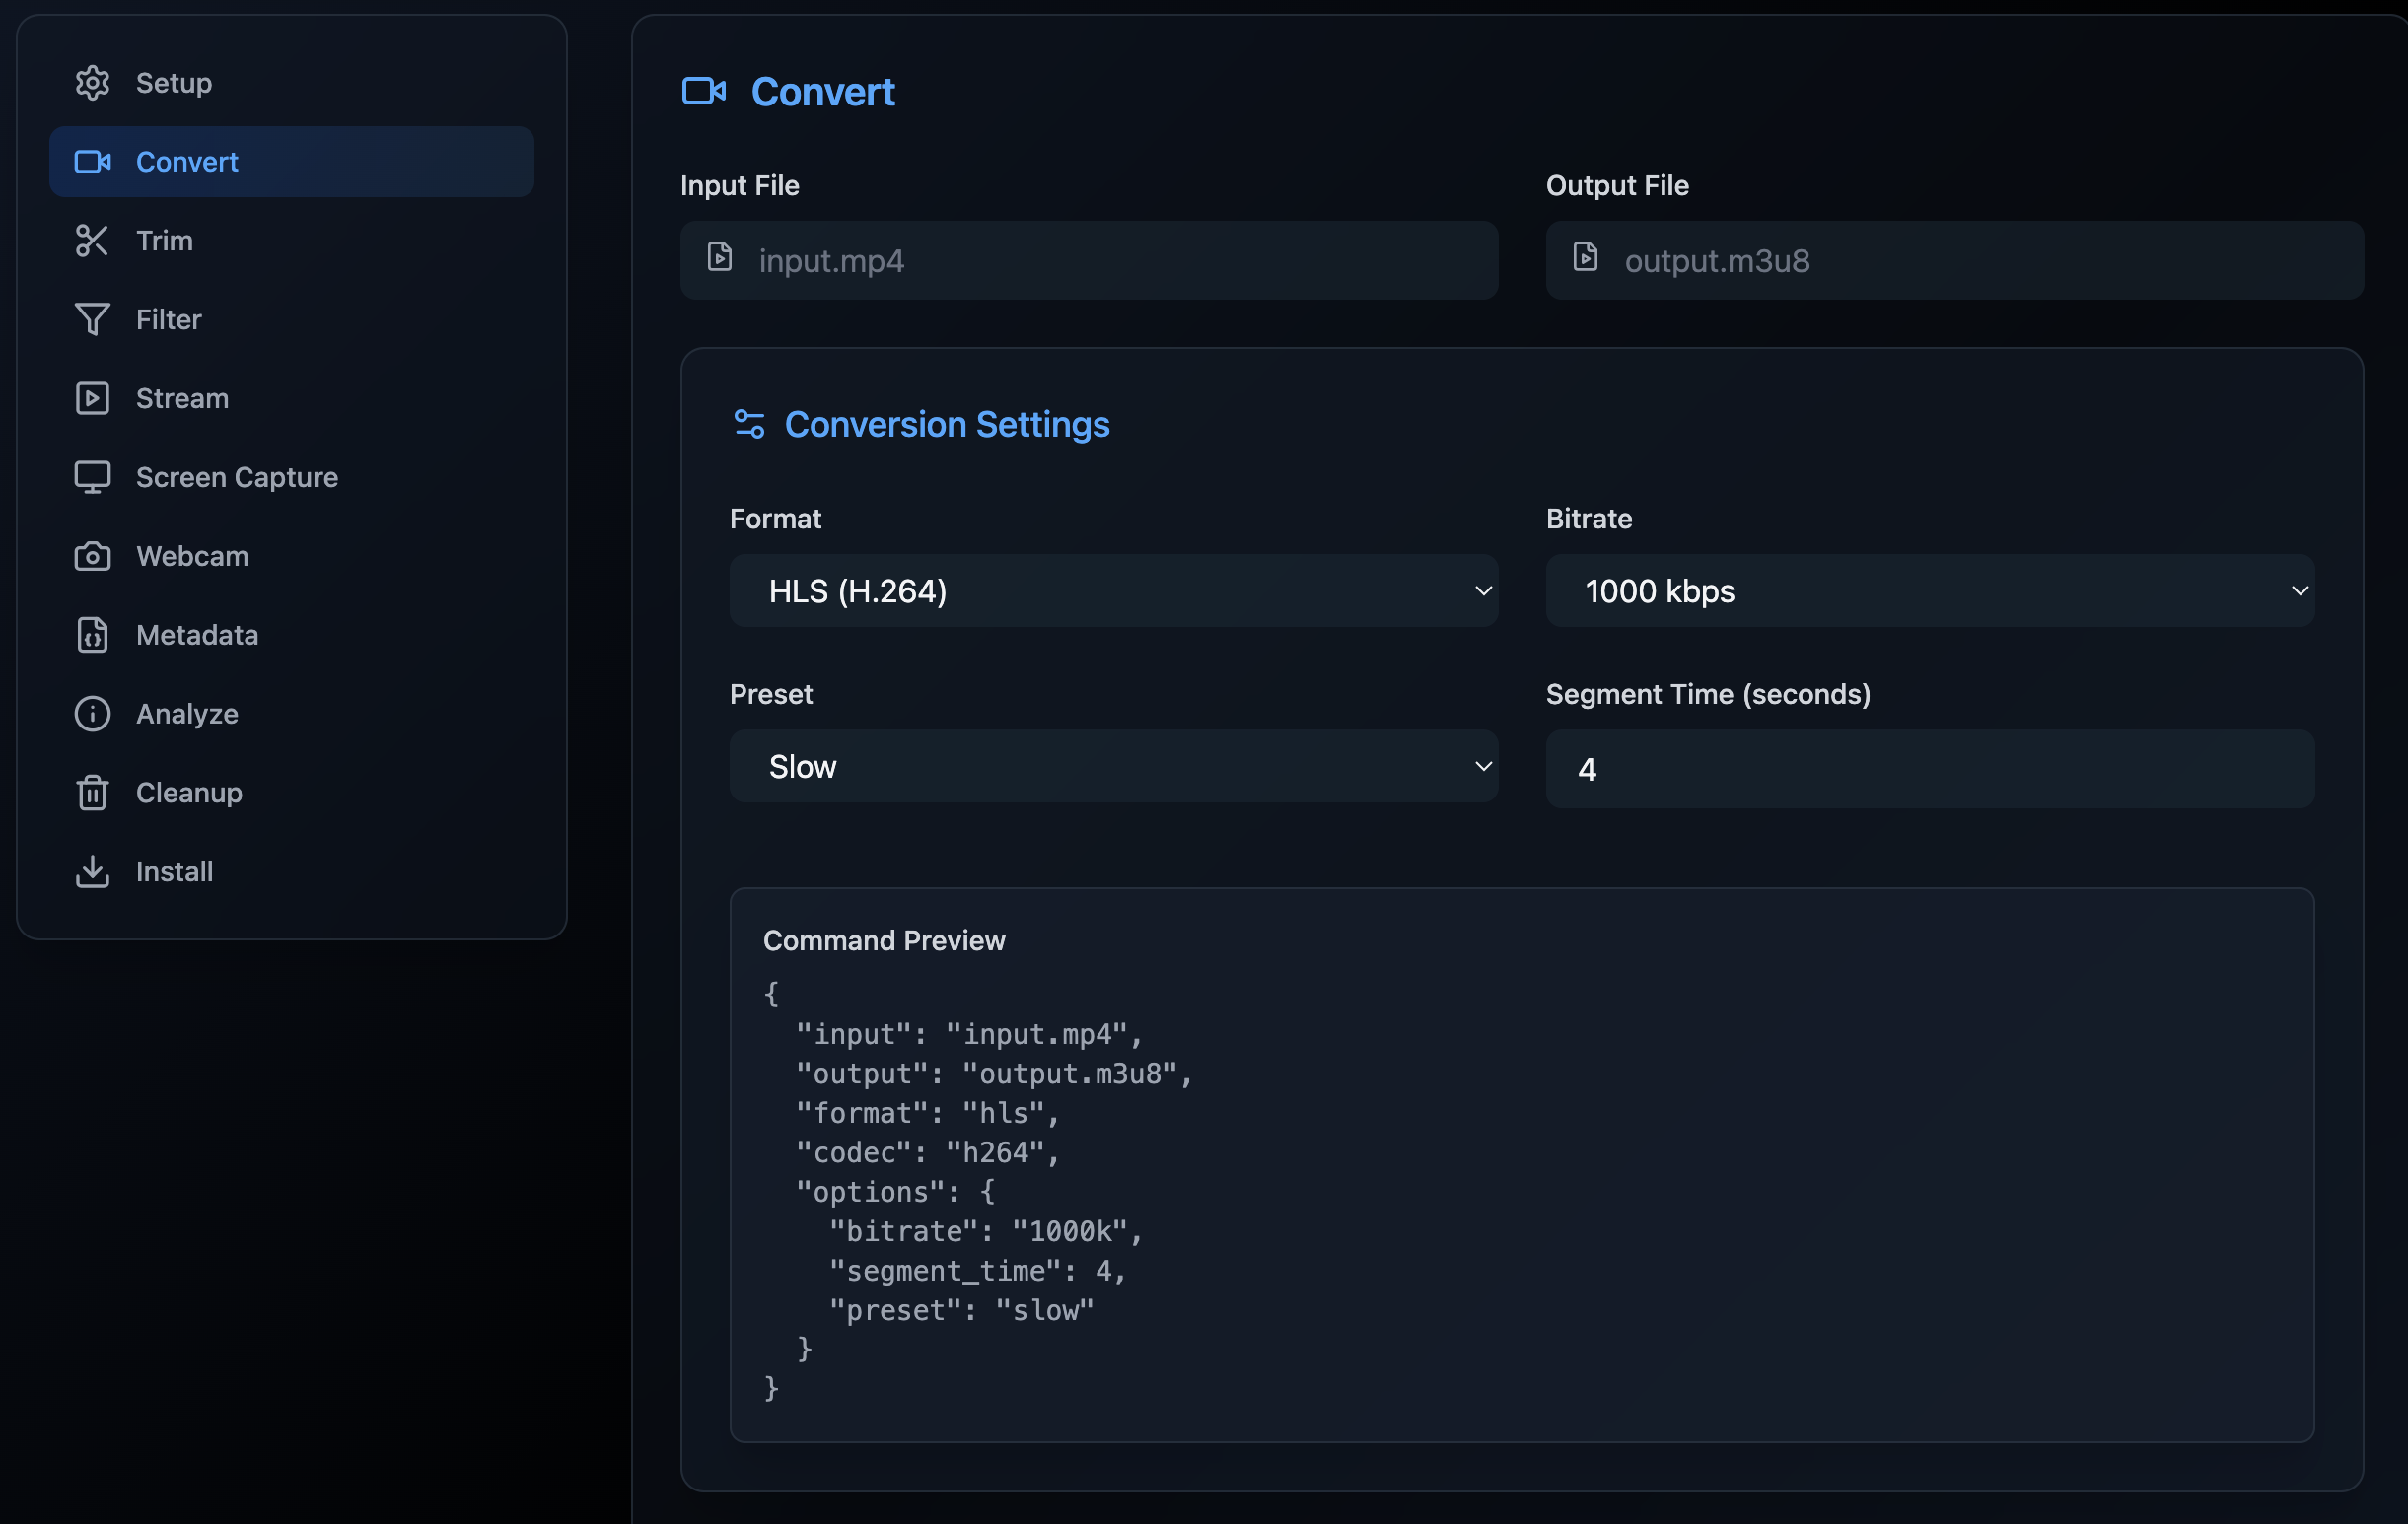 Setup
Convert
Trim
Filter
Stream
Screen Capture
Webcam
Metadata
Analyze
Cleanup
Install
Convert
Input File
input.mp4
Output File
output.m3u8
Conversion Settings
Format
HLS (H.264)
Bitrate
1000 kbps
Preset
Slow
Segment Time (seconds)
4
Command Preview
{
  "input": "input.mp4",
  "output": "output.m3u8",
  "format": "hls",
  "codec": "h264",
  "options": {
    "bitrate": "1000k",
    "segment_time": 4,
    "preset": "slow"
  }
}